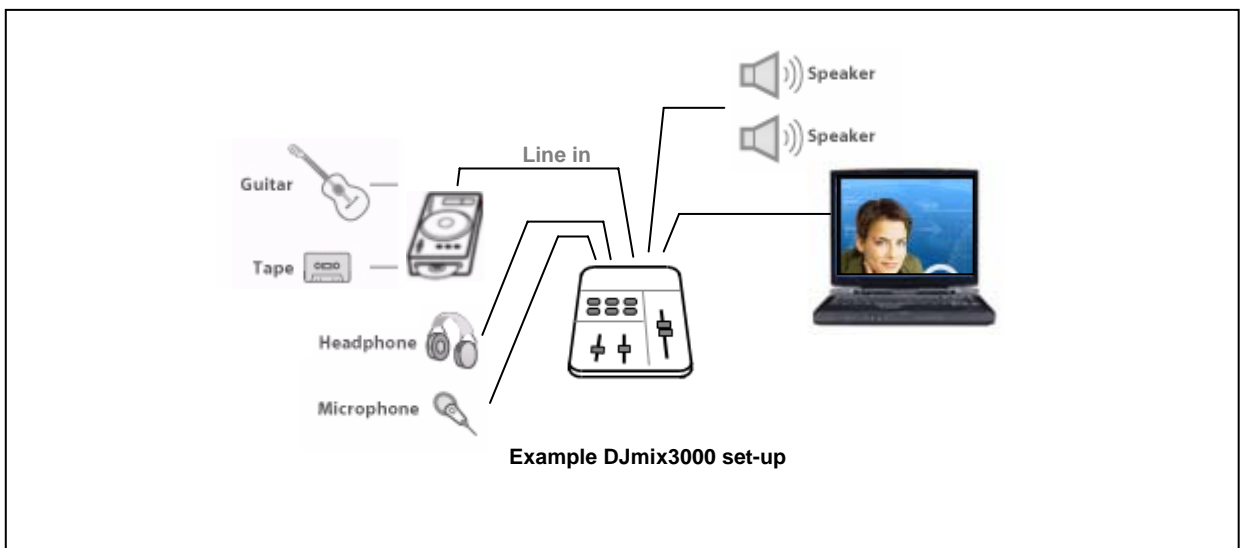 Speaker
Speaker
Line in
Guitar
Tape
Headphone
Microphone
Example DJmix3000 set-up